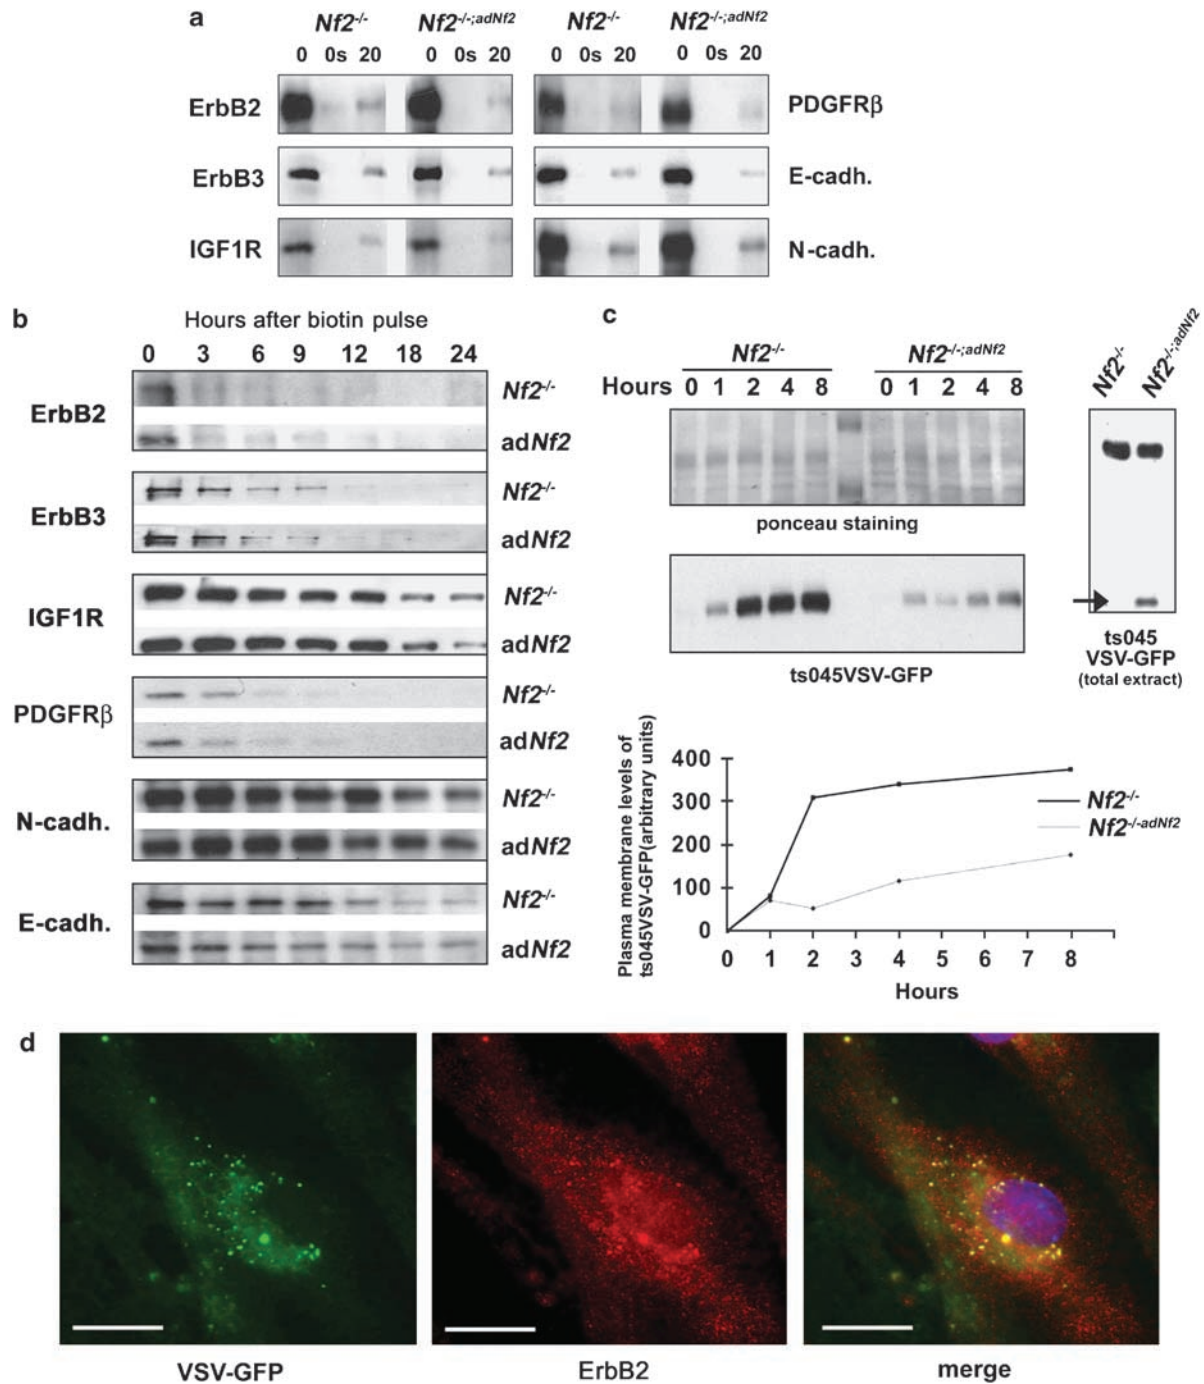 a
Nf2-/- Nf2-/-;adNf2 Nf2-/- Nf2-/-;adNf2
0 0s 20 0 0s 20 0 0s 20 0 0s 20
ErbB2 PDGFRβ
ErbB3 E-cadh.
IGF1R N-cadh.
b
Hours after biotin pulse
0 3 6 9 12 18 24
ErbB2
Nf2-/-
adNf2
ErbB3
Nf2-/-
adNf2
IGF1R
Nf2-/-
adNf2
PDGFRβ
Nf2-/-
adNf2
N-cadh.
Nf2-/-
adNf2
E-cadh.
Nf2-/-
adNf2
c
Nf2-/- Nf2-/-;adNf2
Hours 0 1 2 4 8 0 1 2 4 8
ponceau staining
ts045VSV-GFP
Nf2-/-
Nf2-/-;adNf2
ts045
VSV-GFP
(total extract)
Plasma membrane levels of
ts045VSV-GFP(arbitrary units)
400
300
200
100
0
0 1 2 3 4 5 6 7 8
Hours
Nf2-/-
Nf2-/-adNf2
d
VSV-GFP ErbB2 merge